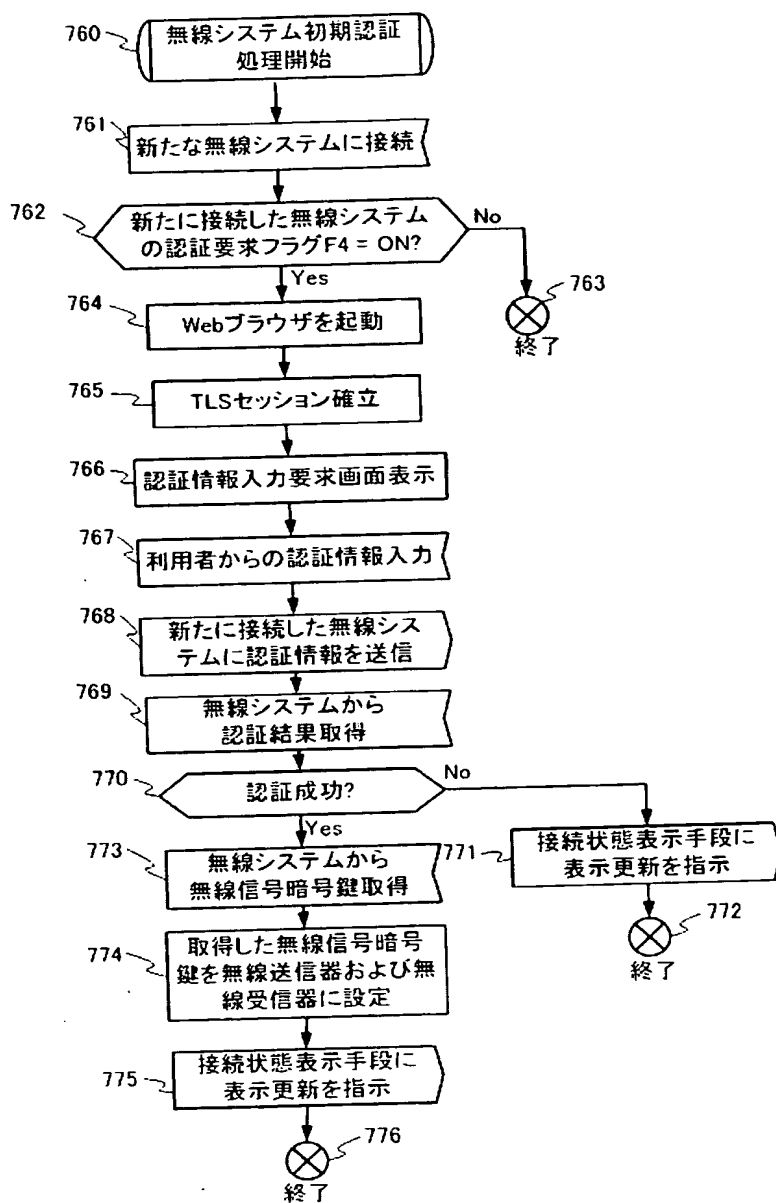 760
無線システム初期認証
処理開始
761
新たな無線システムに接続
762
新たに接続した無線システム
の認証要求フラグF4 = ON?
No
Yes
763
終了
764
Webブラウザを起動
765
TLSセッション確立
766
認証情報入力要求画面表示
767
利用者からの認証情報入力
768
新たに接続した無線シス
テムに認証情報を送信
769
無線システムから
認証結果取得
770
認証成功?
No
Yes
771
接続状態表示手段に
表示更新を指示
772
終了
773
無線システムから
無線信号暗号鍵取得
774
取得した無線信号暗号
鍵を無線送信器および無
線受信器に設定
775
接続状態表示手段に
表示更新を指示
776
終了